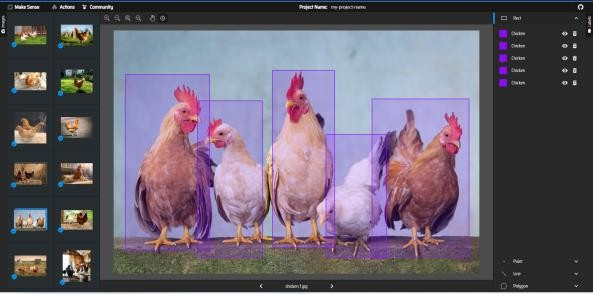 Make Sense Actions Community Project Name: my-project-name
Images
Labels
Rect
Chicken
Chicken
Chicken
Chicken
Chicken
Point
Line
Polygon
chicken1.jpg